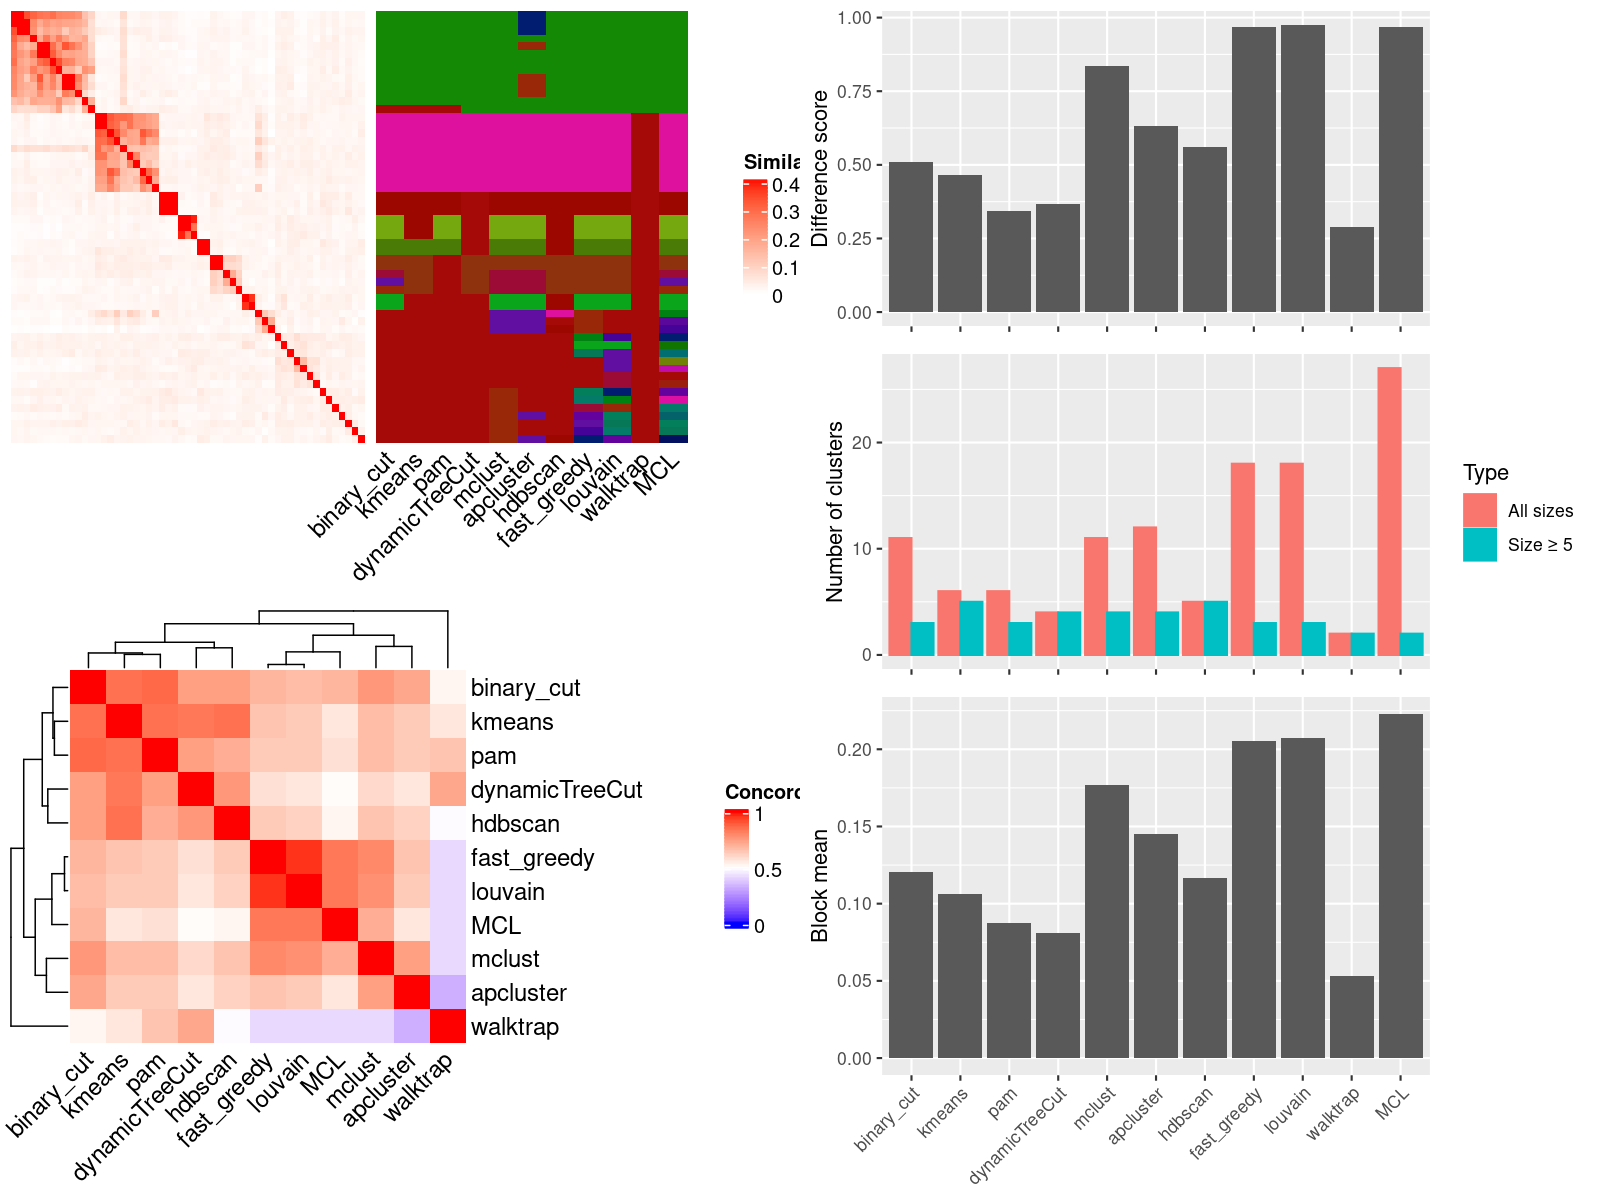 Simila
0.4
0.3
0.2
0.1
0
binary_cut
kmeans
pam
dynamicTreeCut
mclust
apcluster
hdbscan
fast_greedy
louvain
walktrap
MCL
Difference score
1.00
0.75
0.50
0.25
0.00
Number of clusters
20
10
0
Type
All sizes
Size ≥ 5
binary_cut
kmeans
pam
dynamicTreeCut
hdbscan
fast_greedy
louvain
MCL
mclust
apcluster
walktrap
binary_cut
kmeans
pam
dynamicTreeCut
hdbscan
fast_greedy
louvain
MCL
mclust
apcluster
walktrap
Concord
1
0.5
0
Block mean
0.20
0.15
0.10
0.05
0.00
binary_cut
kmeans
pam
dynamicTreeCut
mclust
apcluster
hdbscan
fast_greedy
louvain
walktrap
MCL